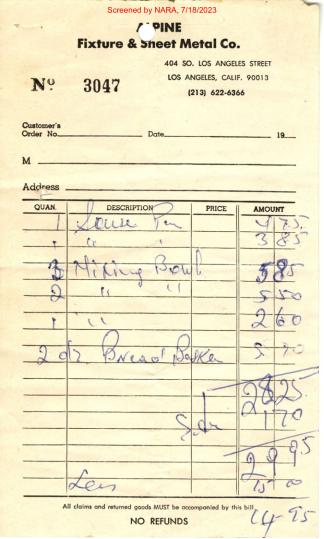 Screened by NARA, 7/18/2023
ALPINE
Fixture & Sheet Metal Co.
404 SO. LOS ANGELES STREET
Nº 3047
LOS ANGELES, CALIF. 90013
(213) 622-6366
Customer's
Order No. Date 19
M
Address
QUAN. DESCRIPTION PRICE AMOUNT
1 Sause Pan 4 75
1 " " 3 85
3 Mixing Bowl 5 85
2 " " 5 50
1 " " 2 60
2 dz Bread Basket 5 70
28 25
1 70
29 95
Less 15 00
14 95
All claims and returned goods MUST be accompanied by this bill
NO REFUNDS